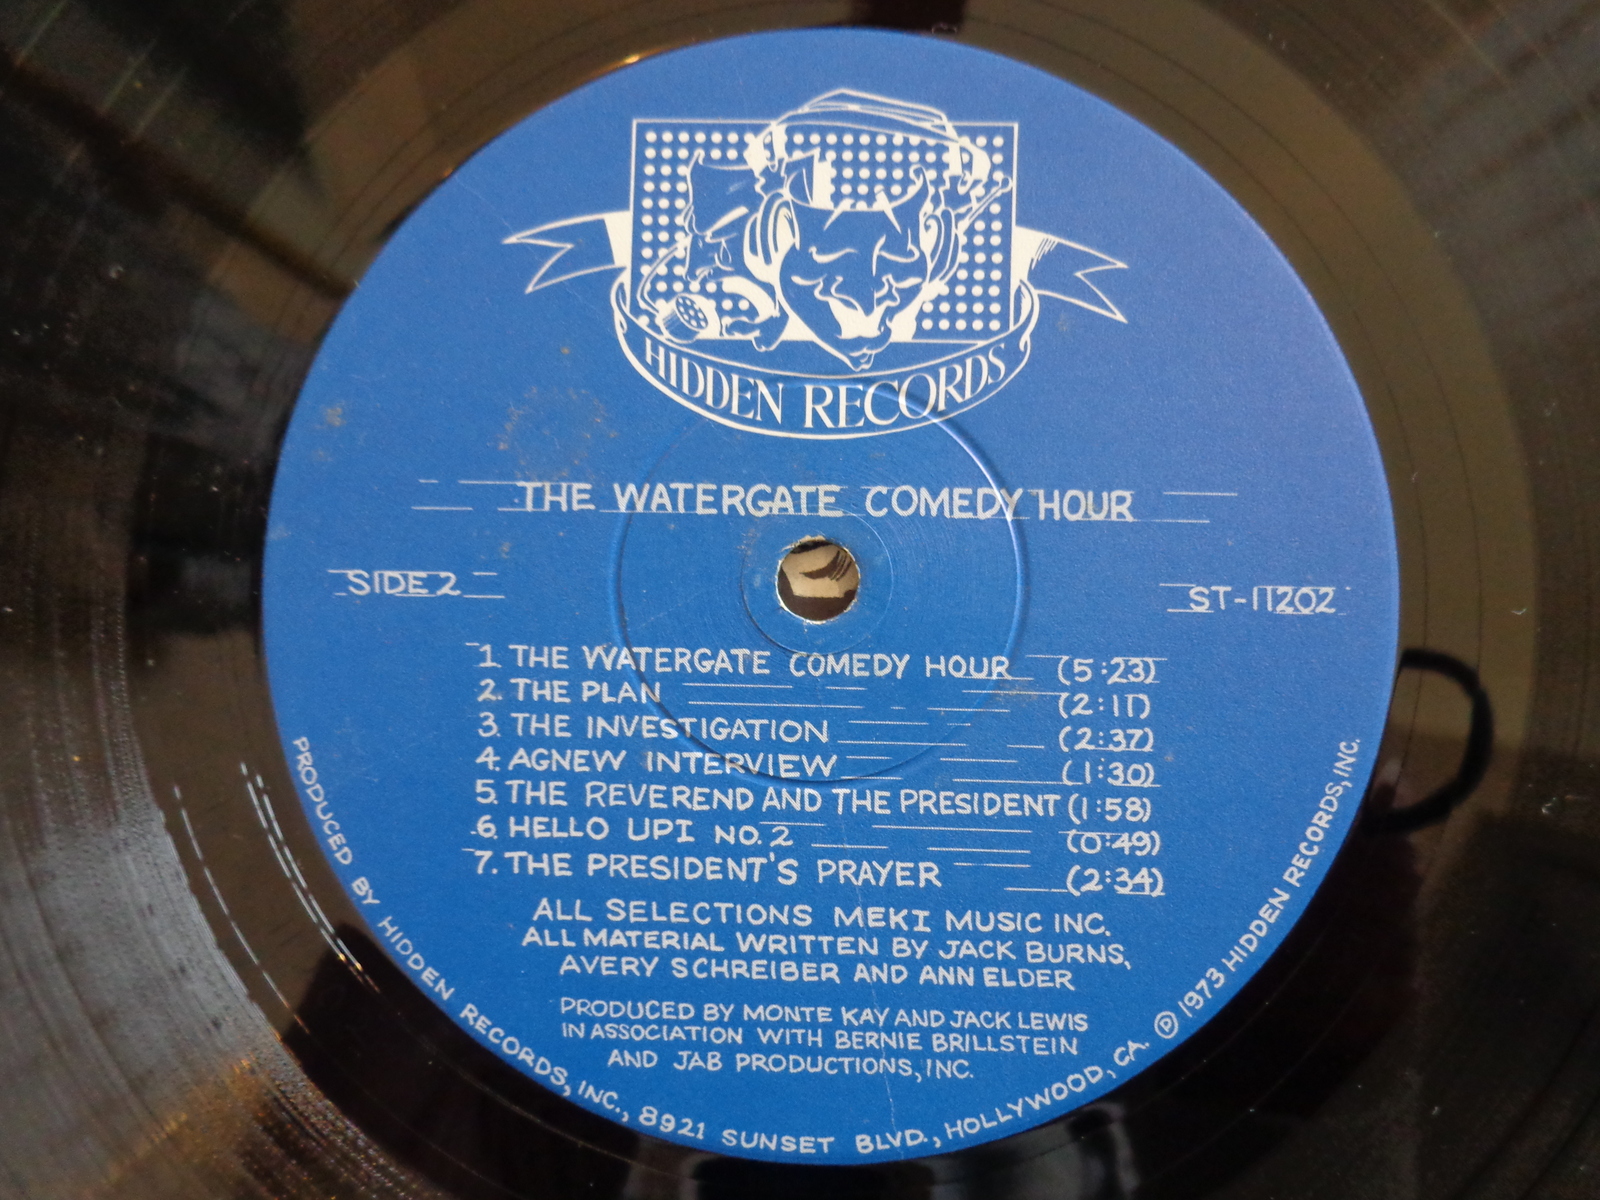 HIDDEN RECORDS
THE WATERGATE COMEDY HOUR
SIDE 2
ST-11202
1. THE WATERGATE COMEDY HOUR (5:23)
2. THE PLAN (2:11)
3. THE INVESTIGATION (2:37)
4. AGNEW INTERVIEW (1:30)
5. THE REVEREND AND THE PRESIDENT (1:58)
6. HELLO UPI NO. 2 (0:49)
7. THE PRESIDENT'S PRAYER (2:34)
ALL SELECTIONS MEKI MUSIC INC.
ALL MATERIAL WRITTEN BY JACK BURNS,
AVERY SCHREIBER AND ANN ELDER
PRODUCED BY MONTE KAY AND JACK LEWIS
IN ASSOCIATION WITH BERNIE BRILLSTEIN
AND JAB PRODUCTIONS, INC.
PRODUCED BY HIDDEN RECORDS, INC., 8921 SUNSET BLVD., HOLLYWOOD, CA. ℗ 1973 HIDDEN RECORDS, INC.